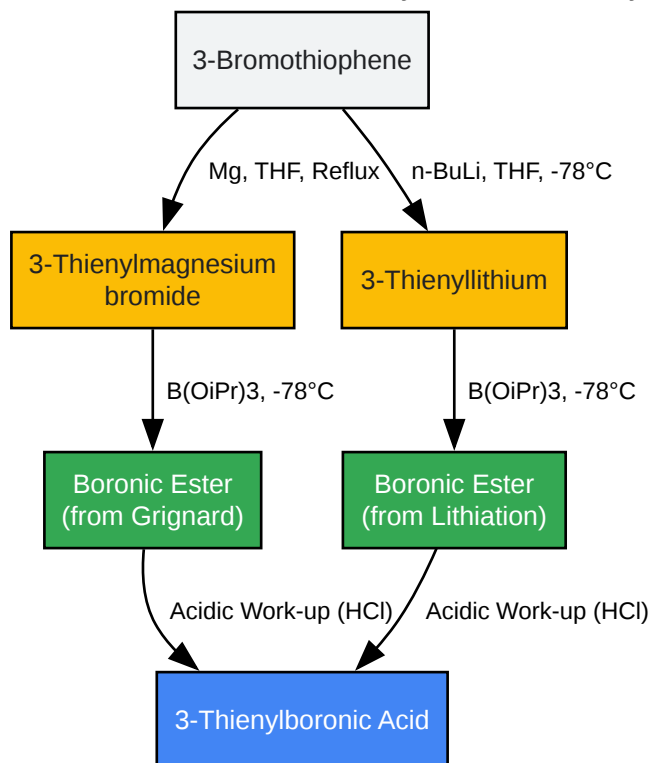 3-Bromothiophene
Mg, THF, Reflux
n-BuLi, THF, -78°C
3-Thienylmagnesium
bromide
3-Thienyllithium
B(OiPr)3, -78°C
B(OiPr)3, -78°C
Boronic Ester
(from Grignard)
Boronic Ester
(from Lithiation)
Acidic Work-up (HCl)
Acidic Work-up (HCl)
3-Thienylboronic Acid